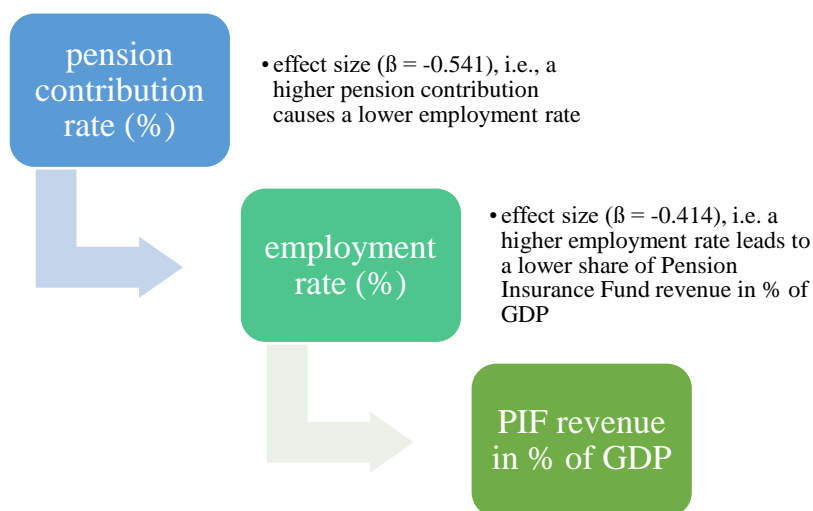 pension
contribution
rate (%)
• effect size (ß = -0.541), i.e., a
higher pension contribution
causes a lower employment rate
employment
rate (%)
• effect size (ß = -0.414), i.e. a
higher employment rate leads to
a lower share of Pension
Insurance Fund revenue in % of
GDP
PIF revenue
in % of GDP